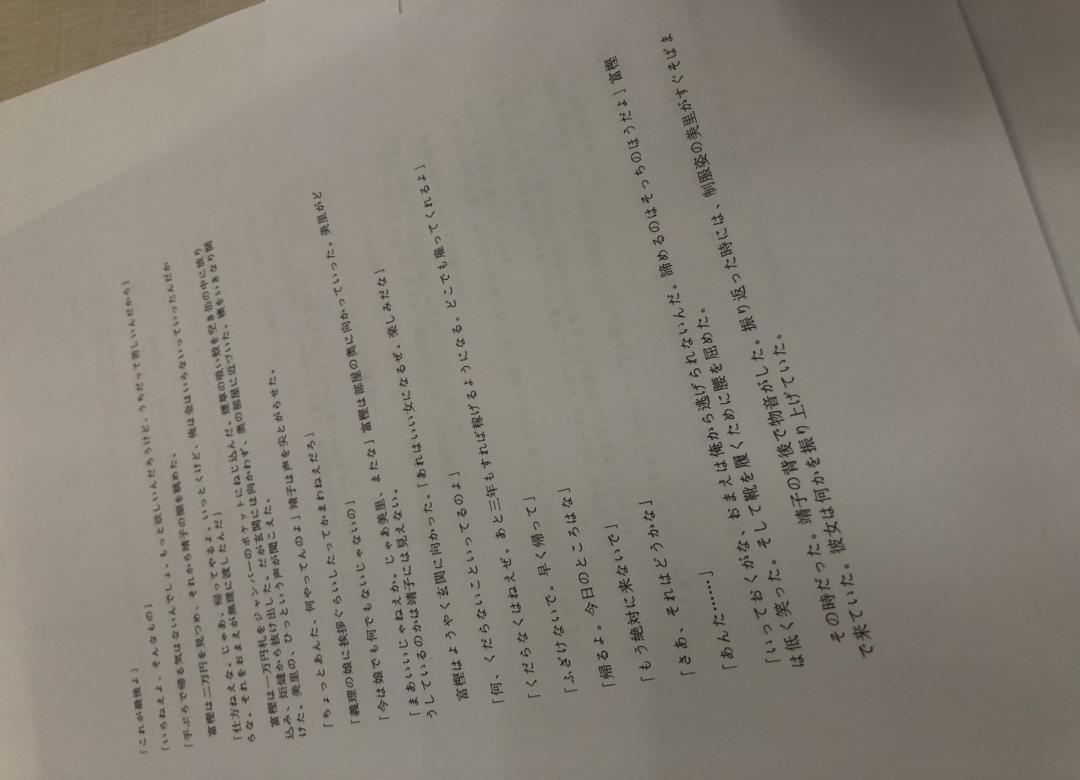 「これが最後よ」
「いらねえよ、そんなもの」
「手ぶらで帰る気はないんでしょ。もっと欲しいんだろうけど、うちだって苦しいんだから」
富樫は二万円を見つめ、それから靖子の顔を眺めた。
「仕方ねえな。じゃあ、帰ってやるよ。いっとくけど、俺は金はいらないっていったんだか
らな。それをおまえが無理に渡したんだ」
富樫は一万円札をジャンパーのポケットにねじ込んだ。煙草の吸い殻を空き缶の中に放り
込み、炬燵から抜け出した。だが玄関には向かわず、奥の部屋に近づいた。襖をいきなり開
けた。美里の、ひっという声が聞こえた。
「ちょっとあんた、何やってんのよ」靖子は声を尖とがらせた。
「義理の娘に挨拶ぐらいしたってかまわねえだろ」
「今は娘でも何でもないじゃないの」
「まあいいじゃねえか。じゃあ美里、またな」富樫は部屋の奥に向かっていった。美里がど
うしているのかは靖子には見えない。
富樫はようやく玄関に向かった。「あれはいい女になるぜ。楽しみだな」
「何、くだらないこといってるのよ」
「くだらなくはねえぜ。あと三年もすれば稼げるようになる。どこでも雇ってくれるよ」
「ふざけないで。早く帰って」
「帰るよ。今日のところはな」
「もう絶対に来ないで」
「さあ、それはどうかな」
「あんた……」
「いっておくがな、おまえは俺から逃げられないんだ。諦めるのはそっちのほうだよ」富樫
は低く笑った。そして靴を履くために腰を屈めた。
その時だった。靖子の背後で物音がした。振り返った時には、制服姿の美里がすぐそばま
で来ていた。彼女は何かを振り上げていた。